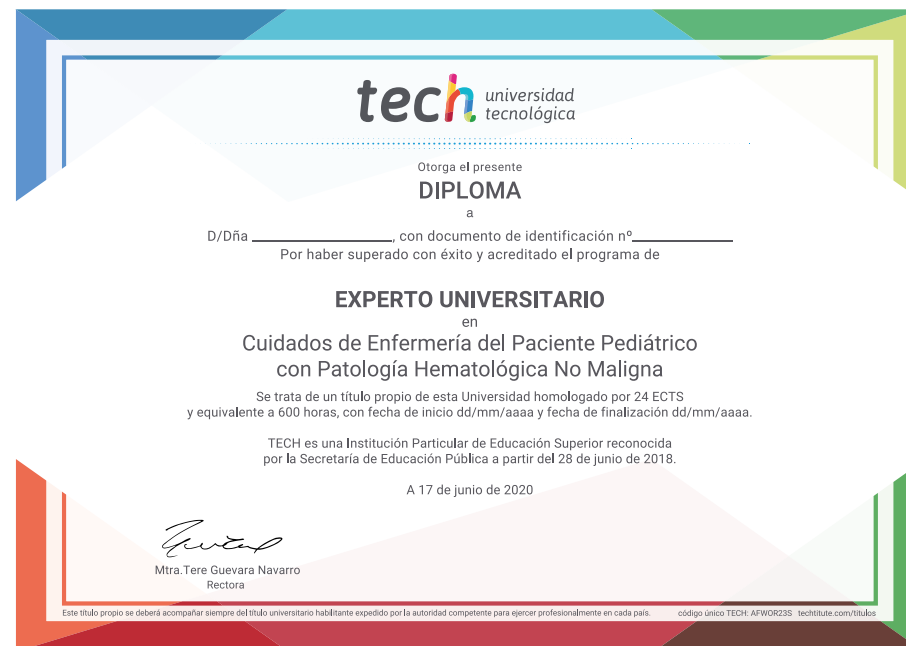 tech universidad
tecnológica
Otorga el presente
DIPLOMA
a
D/Dña ________________, con documento de identificación nº____________
Por haber superado con éxito y acreditado el programa de
EXPERTO UNIVERSITARIO
en
Cuidados de Enfermería del Paciente Pediátrico
con Patología Hematológica No Maligna
Se trata de un título propio de esta Universidad homologado por 24 ECTS
y equivalente a 600 horas, con fecha de inicio dd/mm/aaaa y fecha de finalización dd/mm/aaaa.
TECH es una Institución Particular de Educación Superior reconocida
por la Secretaría de Educación Pública a partir del 28 de junio de 2018.
A 17 de junio de 2020
Mtra.Tere Guevara Navarro
Rectora
Este título propio se deberá acompañar siempre del título universitario habilitante expedido por la autoridad competente para ejercer profesionalmente en cada país. código único TECH: AFWOR23S techtitute.com/titulos